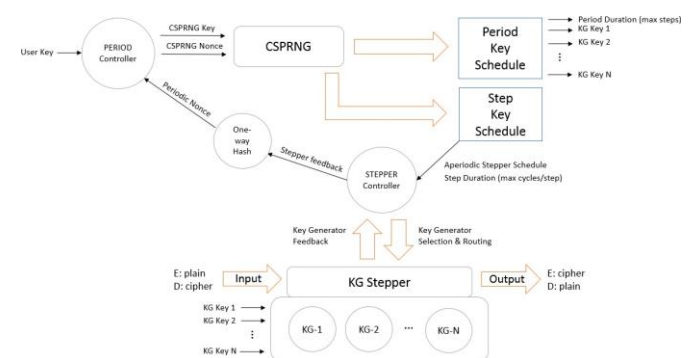 User Key
PERIOD
Controller
CSPRNG Key
CSPRNG Nonce
CSPRNG
Period
Key
Schedule
Period Duration (max steps)
KG Key 1
KG Key 2
⋮
KG Key N
Step
Key
Schedule
Periodic Nonce
One-
way
Hash
Stepper feedback
STEPPER
Controller
Aperiodic Stepper Schedule
Step Duration (max cycles/step)
Key Generator
Feedback
Key Generator
Selection & Routing
E: plain
D: cipher
Input
KG Stepper
Output
E: cipher
D: plain
KG Key 1
KG Key 2
⋮
KG Key N
KG-1
KG-2
...
KG-N